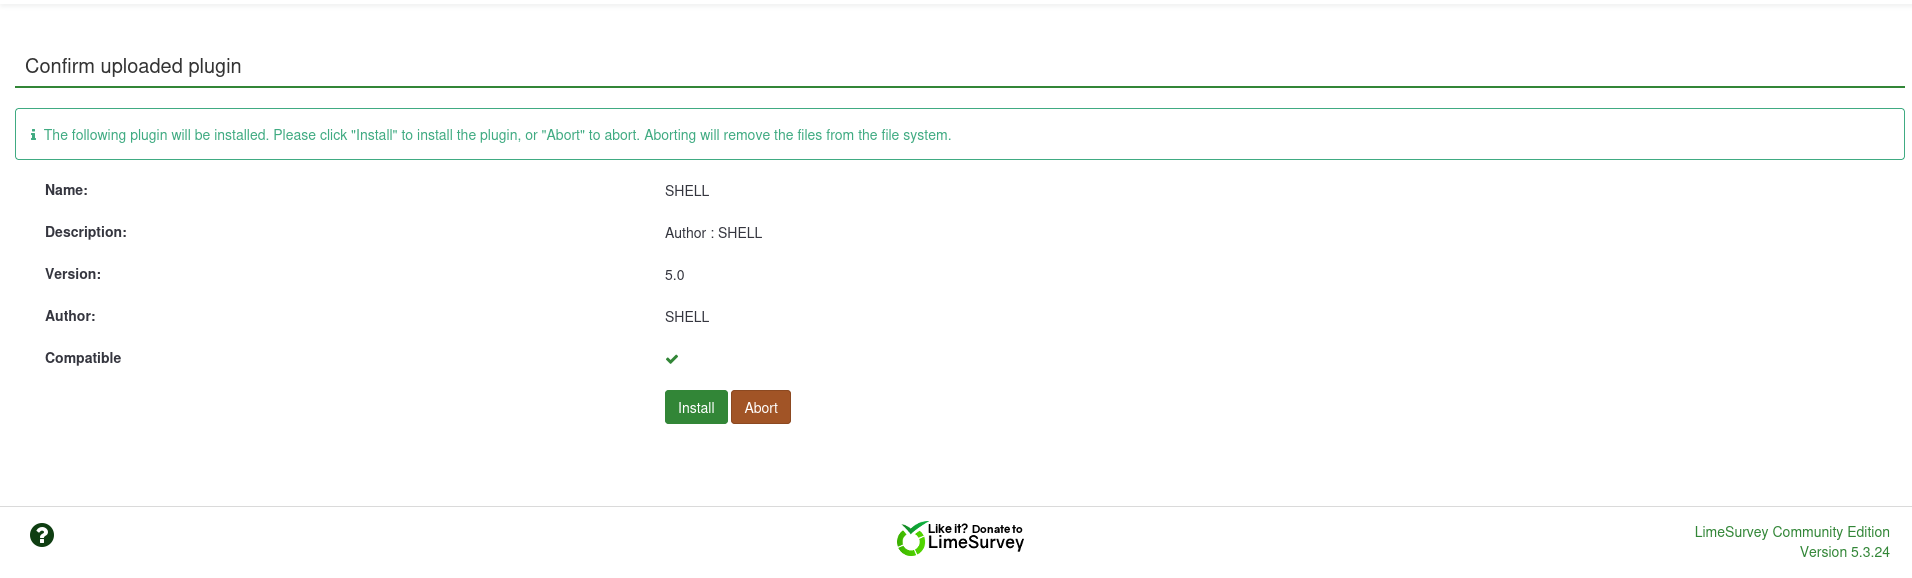 Confirm uploaded plugin
The following plugin will be installed. Please click "Install" to install the plugin, or "Abort" to abort. Aborting will remove the files from the file system.
Name: SHELL
Description: Author : SHELL
Version: 5.0
Author: SHELL
Compatible
Install Abort
Like it? Donate to
LimeSurvey
LimeSurvey Community Edition
Version 5.3.24